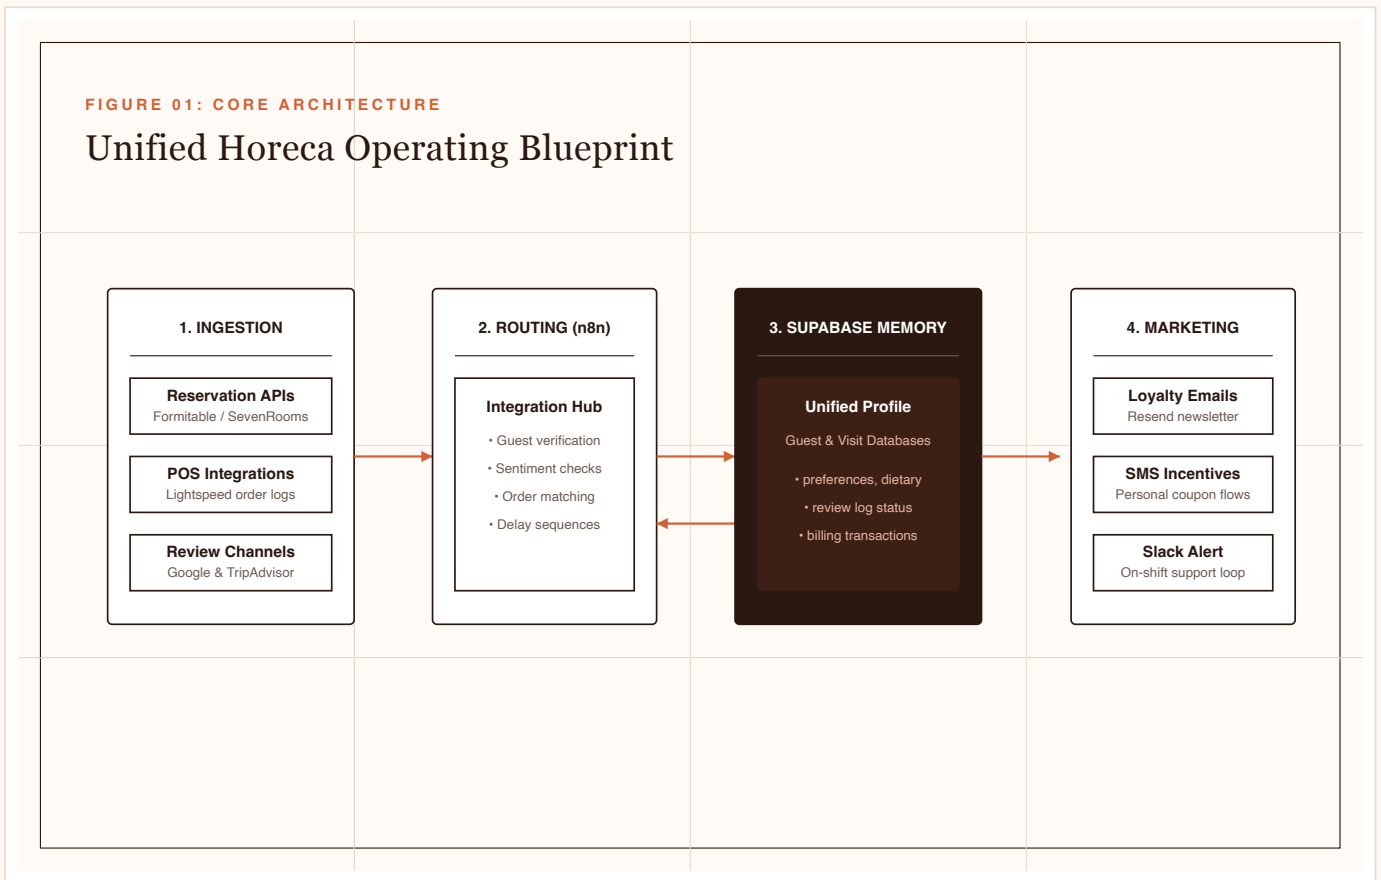 FIGURE 01: CORE ARCHITECTURE
Unified Horeca Operating Blueprint
1. INGESTION
Reservation APIs
Formitable / SevenRooms
POS Integrations
Lightspeed order logs
Review Channels
Google & TripAdvisor
2. ROUTING (n8n)
Integration Hub
• Guest verification
• Sentiment checks
• Order matching
• Delay sequences
3. SUPABASE MEMORY
Unified Profile
Guest & Visit Databases
• preferences, dietary
• review log status
• billing transactions
4. MARKETING
Loyalty Emails
Resend newsletter
SMS Incentives
Personal coupon flows
Slack Alert
On-shift support loop